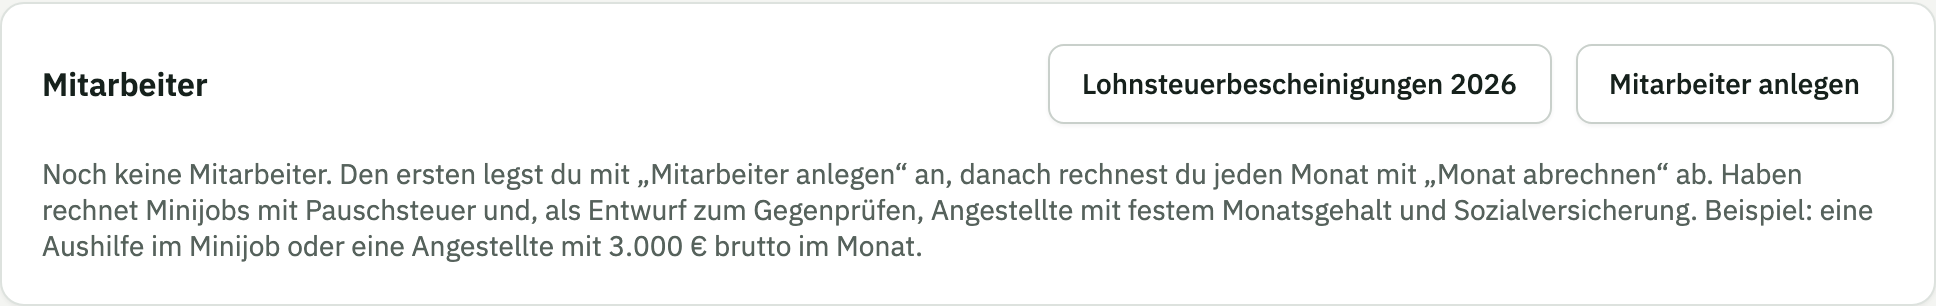 Mitarbeiter
Lohnsteuerbescheinigungen 2026
Mitarbeiter anlegen
Noch keine Mitarbeiter. Den ersten legst du mit „Mitarbeiter anlegen“ an, danach rechnest du jeden Monat mit „Monat abrechnen“ ab. Haben
rechnet Minijobs mit Pauschsteuer und, als Entwurf zum Gegenprüfen, Angestellte mit festem Monatsgehalt und Sozialversicherung. Beispiel: eine
Aushilfe im Minijob oder eine Angestellte mit 3.000 € brutto im Monat.